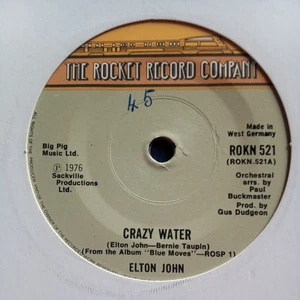 THE ROCKET RECORD COMPANY
45
Big Pig
Music Ltd.
Made in
West Germany
ROKN 521
(ROKN.521A)
℗ 1976
Sackville
Productions
Ltd.
Orchestral
arrs. by
Paul
Buckmaster
Prod. by
Gus Dudgeon
CRAZY WATER
(Elton John—Bernie Taupin)
(From the Album "Blue Moves"—ROSP 1)
ELTON JOHN